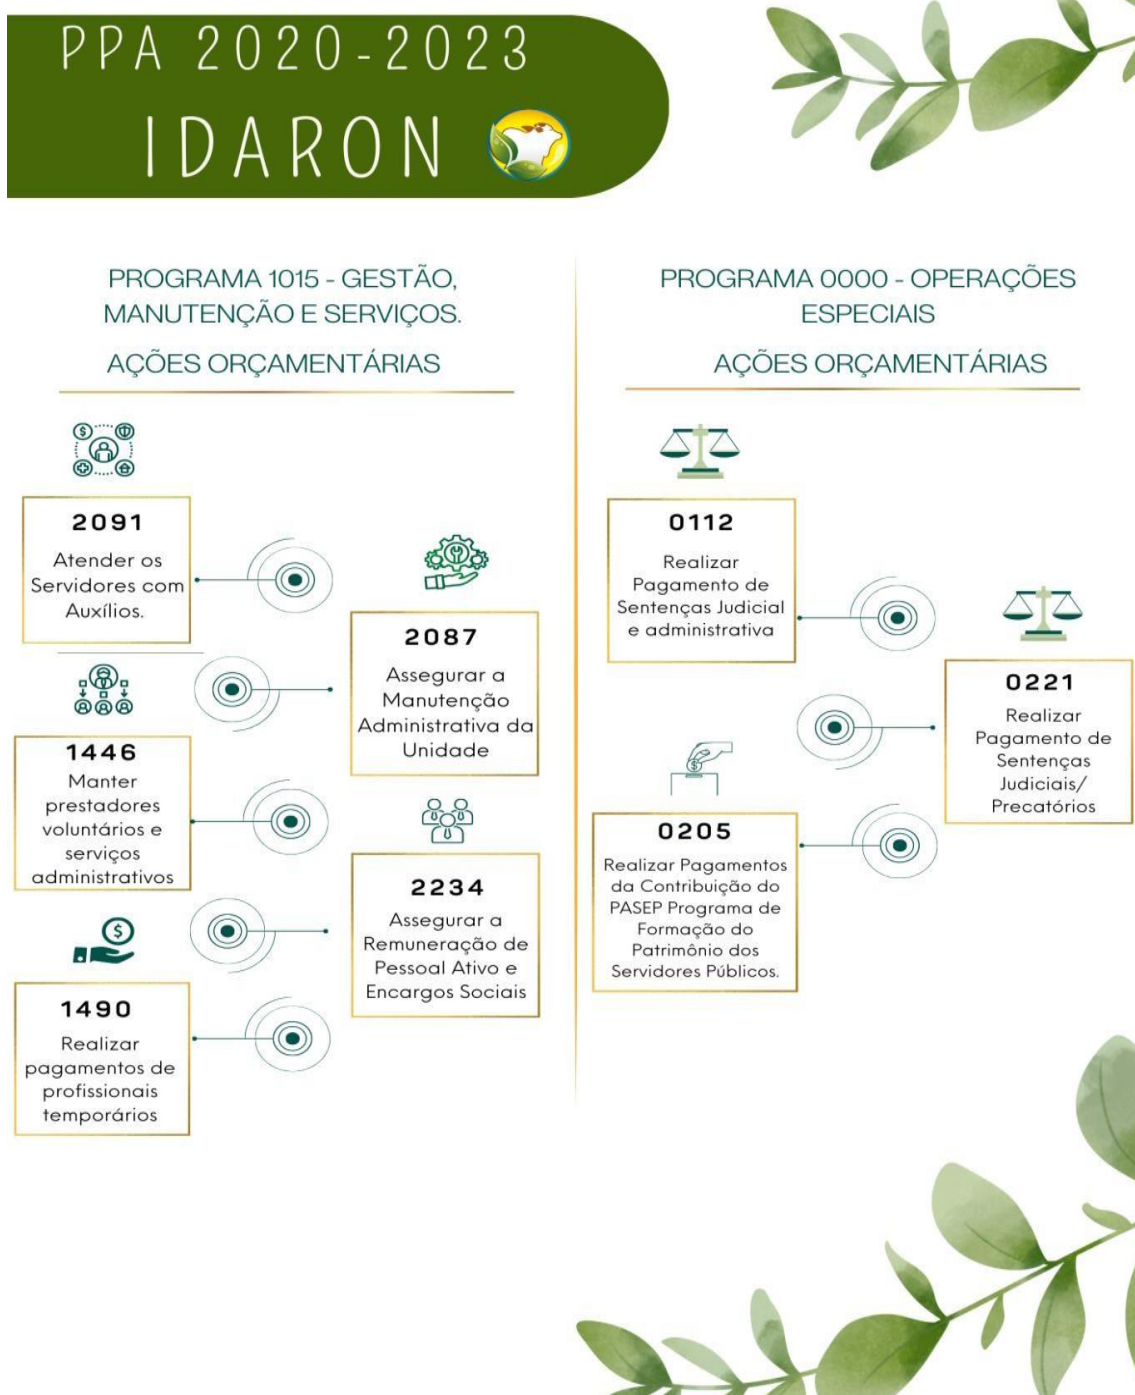 PPA 2020-2023
IDARON
PROGRAMA 1015 - GESTÃO,
MANUTENÇÃO E SERVIÇOS.
AÇÕES ORÇAMENTÁRIAS
2091
Atender os
Servidores com
Auxílios.
2087
Assegurar a
Manutenção
Administrativa da
Unidade
1446
Manter
prestadores
voluntários e
serviços
administrativos
2234
Assegurar a
Remuneração de
Pessoal Ativo e
Encargos Sociais
1490
Realizar
pagamentos de
profissionais
temporários
PROGRAMA 0000 - OPERAÇÕES
ESPECIAIS
AÇÕES ORÇAMENTÁRIAS
0112
Realizar
Pagamento de
Sentenças Judicial
e administrativa
0221
Realizar
Pagamento de
Sentenças
Judiciais/
Precatórios
0205
Realizar Pagamentos
da Contribuição do
PASEP Programa de
Formação do
Patrimônio dos
Servidores Públicos.